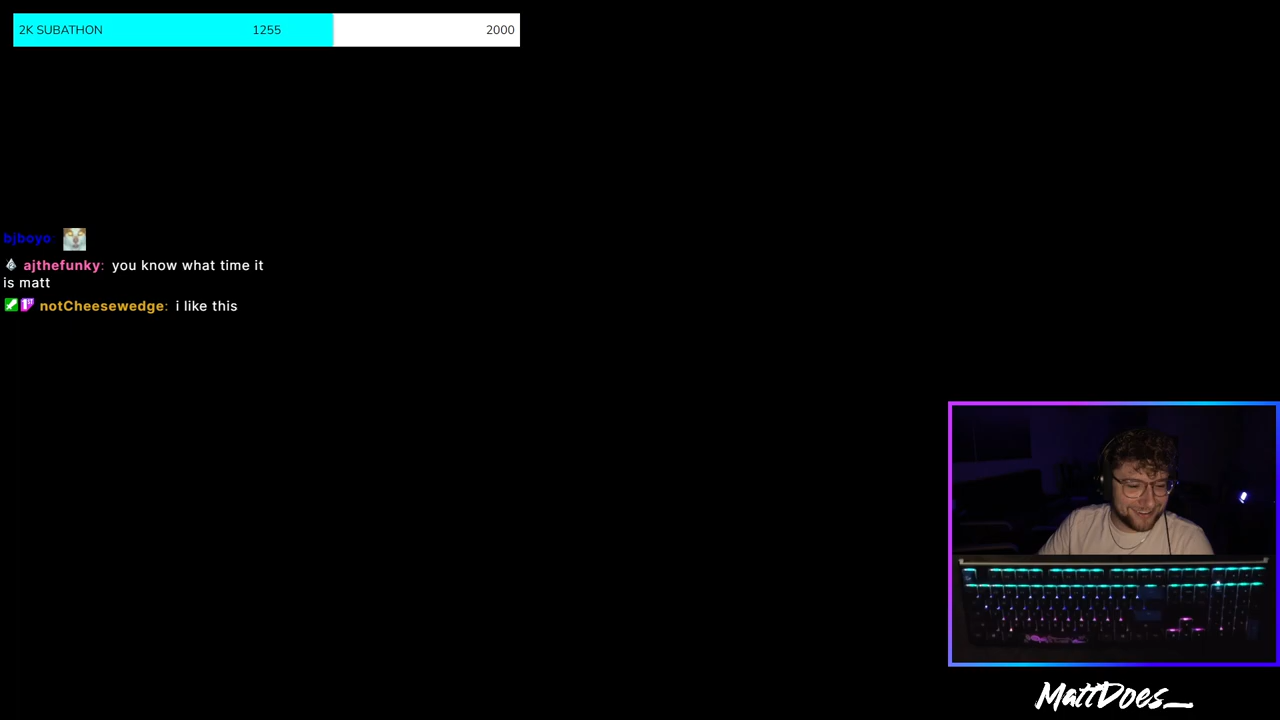 2K SUBATHON 1255 2000
bjboyo
ajthefunky: you know what time it
is matt
notCheesewedge: i like this
MattDoes_